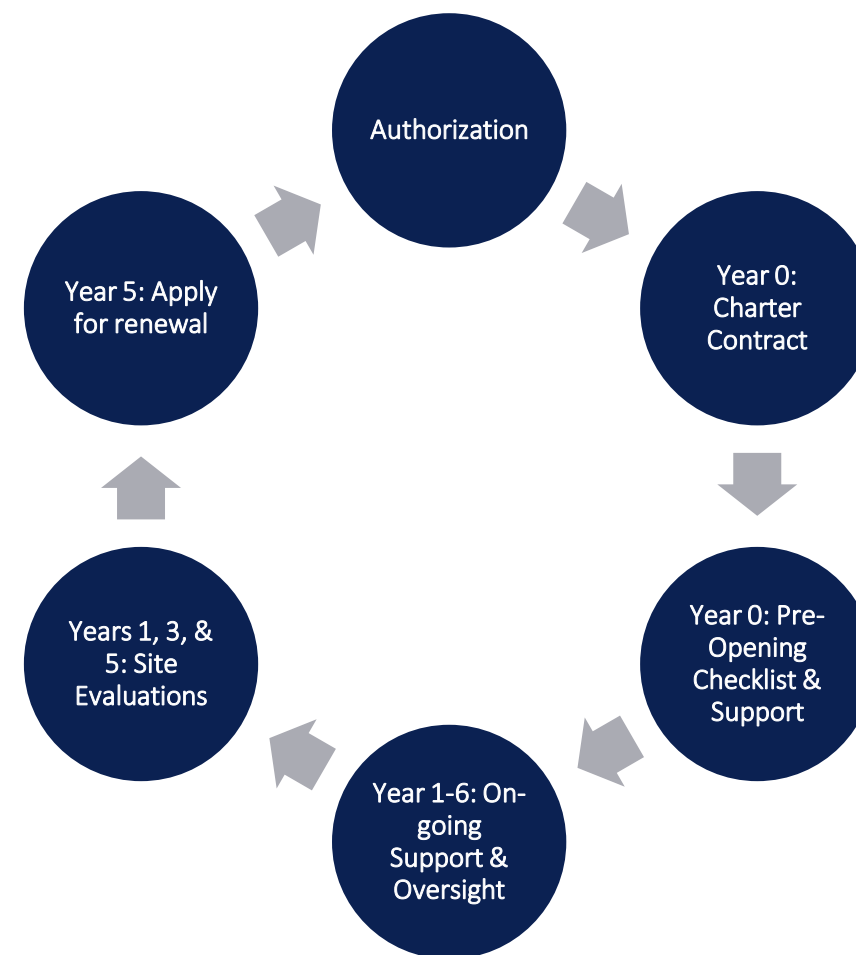 Authorization
Year 0:
Charter
Contract
Year 0: Pre-
Opening
Checklist &
Support
Year 1-6: On-
going
Support &
Oversight
Years 1, 3, &
5: Site
Evaluations
Year 5: Apply
for renewal